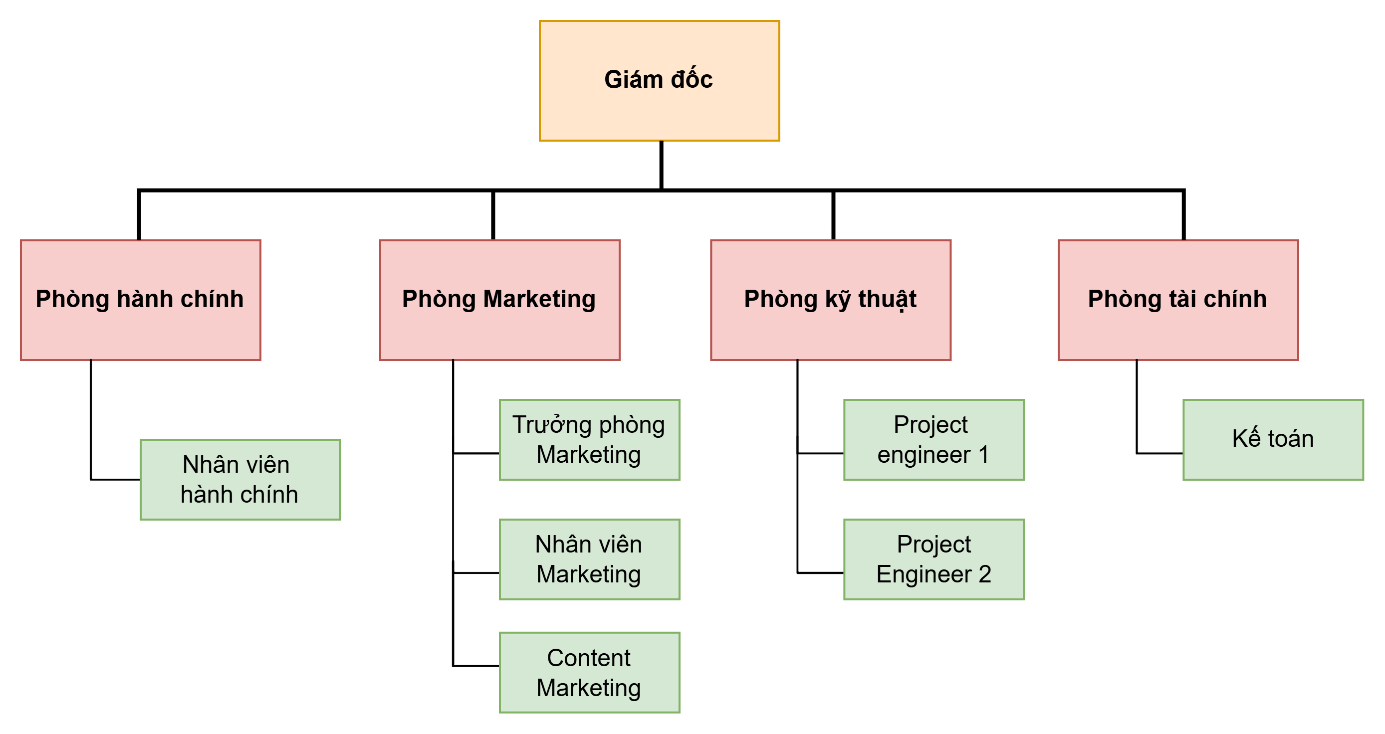 Giám đốc
Phòng hành chính
Phòng Marketing
Phòng kỹ thuật
Phòng tài chính
Nhân viên
hành chính
Trưởng phòng
Marketing
Nhân viên
Marketing
Content
Marketing
Project
engineer 1
Project
Engineer 2
Kế toán